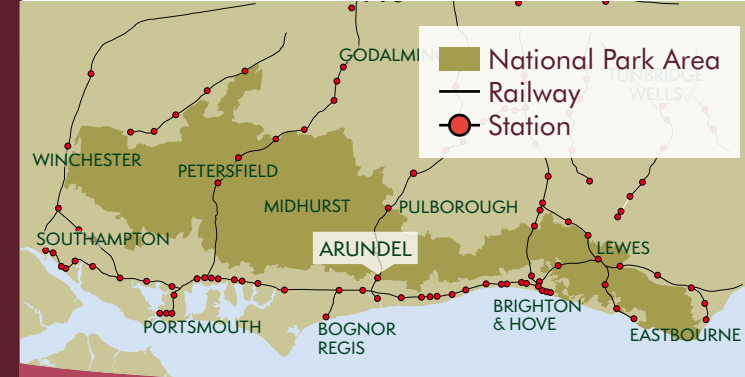 GODALMIN
National Park Area
TUNBRIDGE
WELLS
Railway
Station
WINCHESTER
PETERSFIELD
MIDHURST
PULBOROUGH
SOUTHAMPTON
ARUNDEL
LEWES
PORTSMOUTH
BOGNOR
REGIS
BRIGHTON
& HOVE
EASTBOURNE